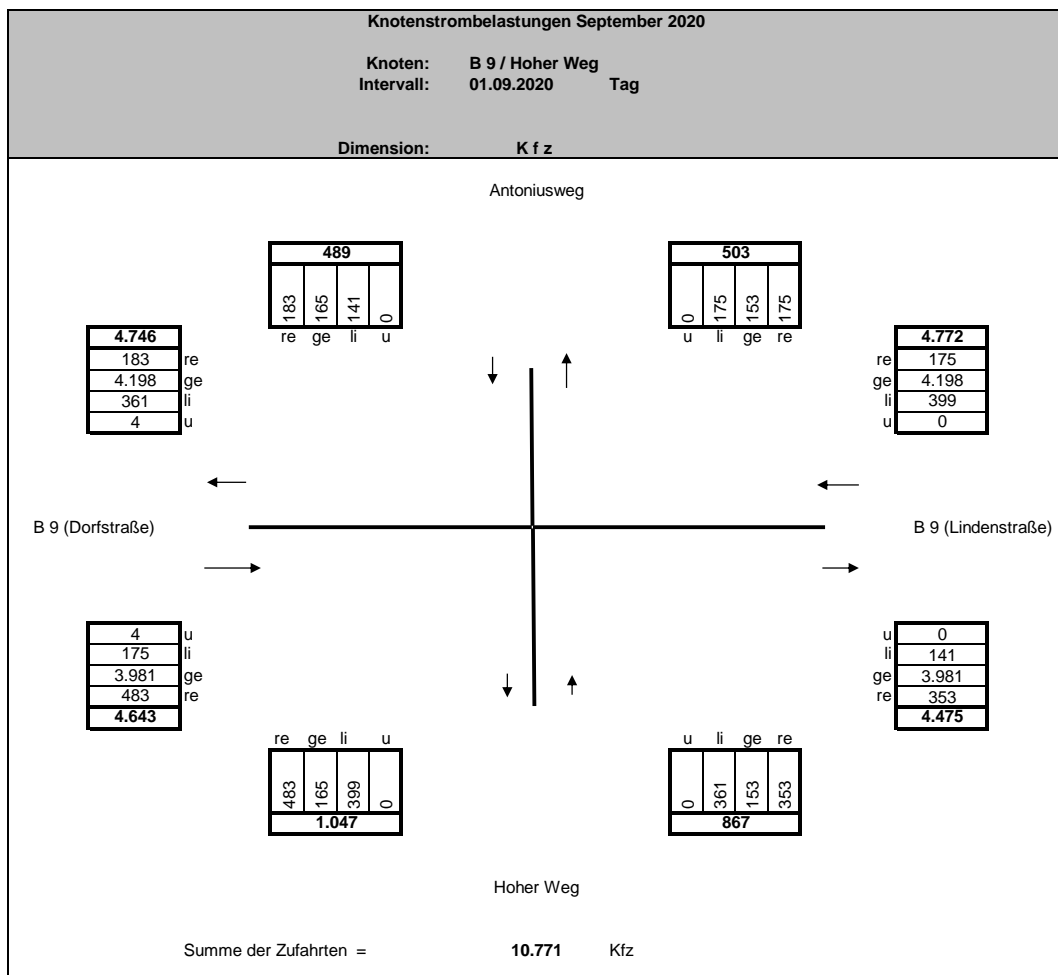 Knotenstrombelastungen September 2020
Knoten: B 9 / Hoher Weg
Intervall: 01.09.2020 Tag
Dimension: K f z
Antoniusweg
489
183 165 141 0
re ge li u
503
0 175 153 175
u li ge re
4.746
183 re
4.198 ge
361 li
4 u
4.772
re 175
ge 4.198
li 399
u 0
B 9 (Dorfstraße)
B 9 (Lindenstraße)
4 u
175 li
3.981 ge
483 re
4.643
u 0
li 141
ge 3.981
re 353
4.475
re ge li u
483 165 399 0
1.047
u li ge re
0 361 153 353
867
Hoher Weg
Summe der Zufahrten = 10.771 Kfz